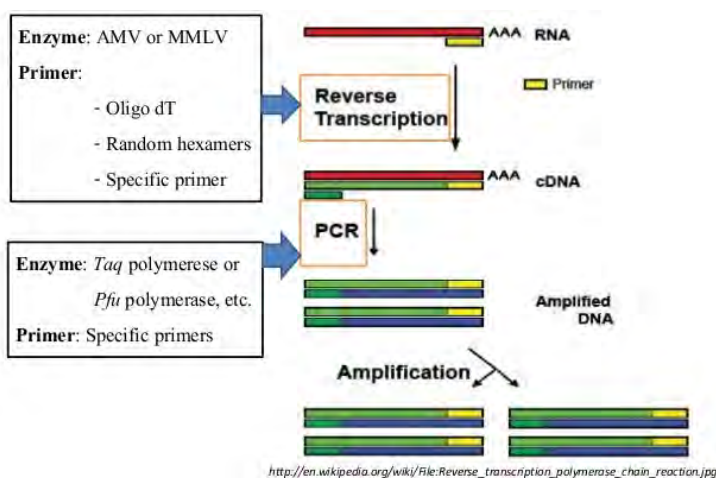 Enzyme: AMV or MMLV
Primer:
- Oligo dT
- Random hexamers
- Specific primer
AAA RNA
Primer
Reverse
Transcription
AAA
cDNA
PCR
Enzyme: Taq polymerese or
Pfu polymerase, etc.
Primer: Specific primers
Amplified
DNA
Amplification
http://en.wikipedia.org/wiki/File:Reverse_transcription_polymerase_chain_reaction.jpg